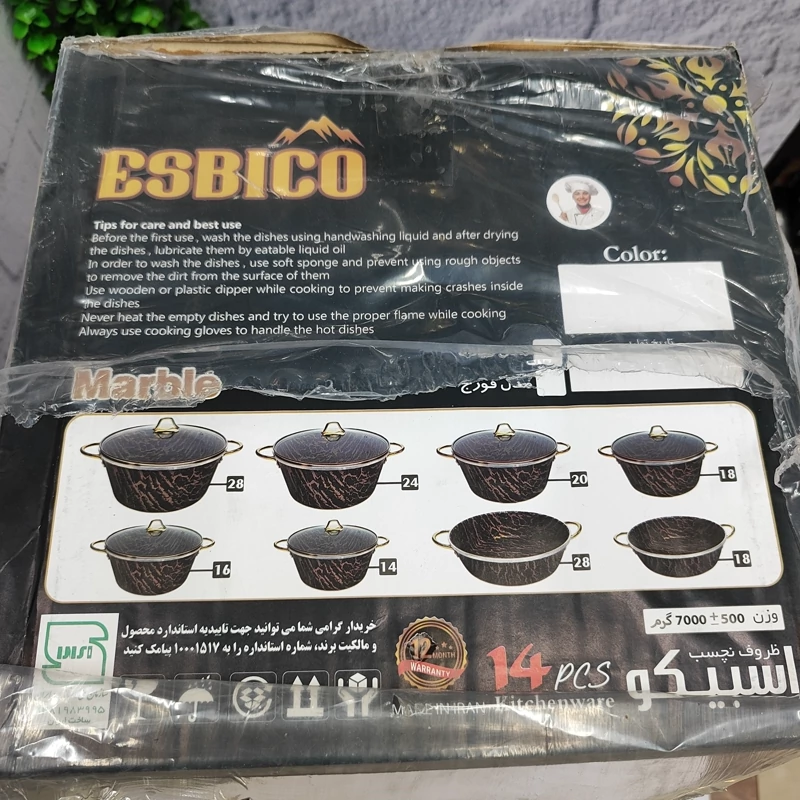 ESBICO
Tips for care and best use
Before the first use , wash the dishes using handwashing liquid and after drying
the dishes , lubricate them by eatable liquid oil
In order to wash the dishes , use soft sponge and prevent using rough objects
to remove the dirt from the surface of them
Use wooden or plastic dipper while cooking to prevent making crashes inside
the dishes
Never heat the empty dishes and try to use the proper flame while cooking
Always use cooking gloves to handle the hot dishes
Color:
Marble
مدل فورج
28
24
20
18
16
14
28
18
خریدار گرامی شما می توانید جهت تاییدیه استاندارد محصول
و مالکیت برند، شماره استاندارد را به ۱۰۰۰۱۵۱۷ پیامک کنید
وزن 500±7000 گرم
MONTH
WARRANTY
14 PCS
Kitchenware
ظروف نچسب
اسبیکو
MADE IN IRAN